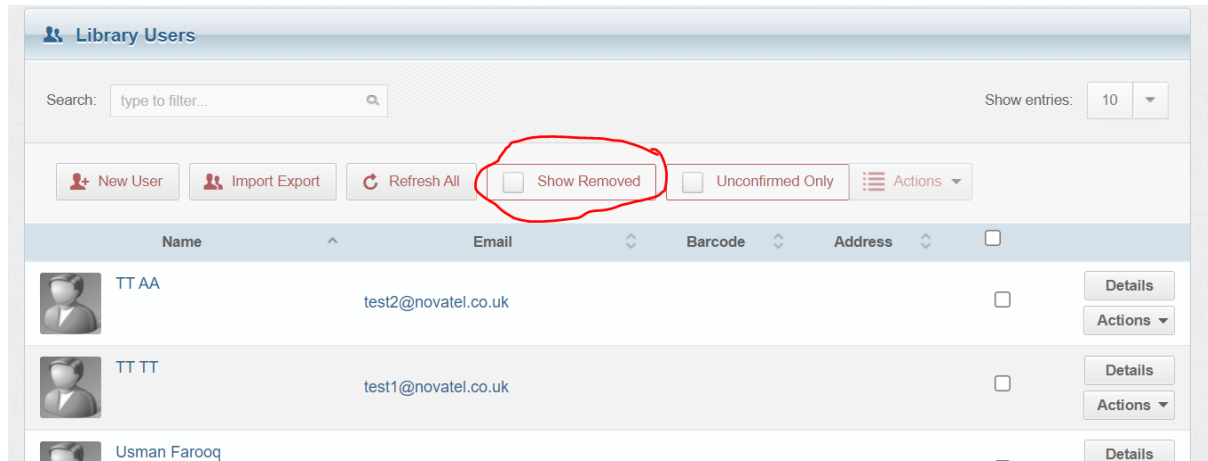 Library Users
Search: type to filter... Show entries: 10
New User Import Export Refresh All Show Removed Unconfirmed Only Actions
Name Email Barcode Address
TT AA
test2@novatel.co.uk
Details
Actions
TT TT
test1@novatel.co.uk
Details
Actions
Usman Farooq
Details